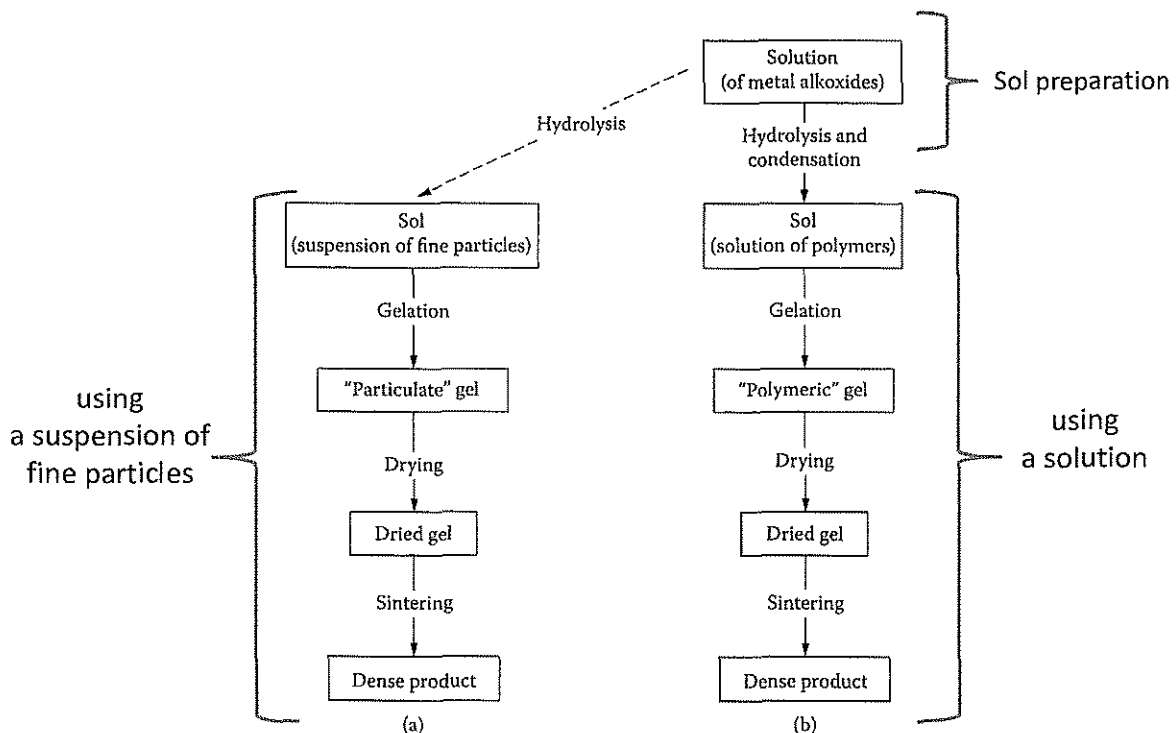 Solution
(of metal alkoxides)
Sol preparation
Hydrolysis
Hydrolysis and
condensation
Sol
(suspension of fine particles)
Sol
(solution of polymers)
Gelation
Gelation
"Particulate" gel
"Polymeric" gel
using
a suspension of
fine particles
using
a solution
Drying
Drying
Dried gel
Dried gel
Sintering
Sintering
Dense product
Dense product
(a)
(b)